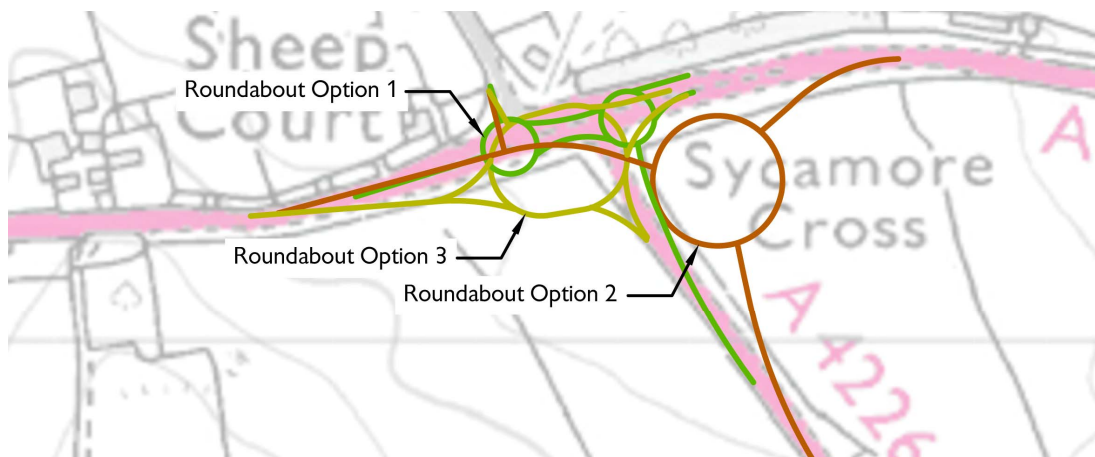 Sheep
Court
Roundabout Option 1
Sycamore
Cross
Roundabout Option 3
Roundabout Option 2
A
A 4226